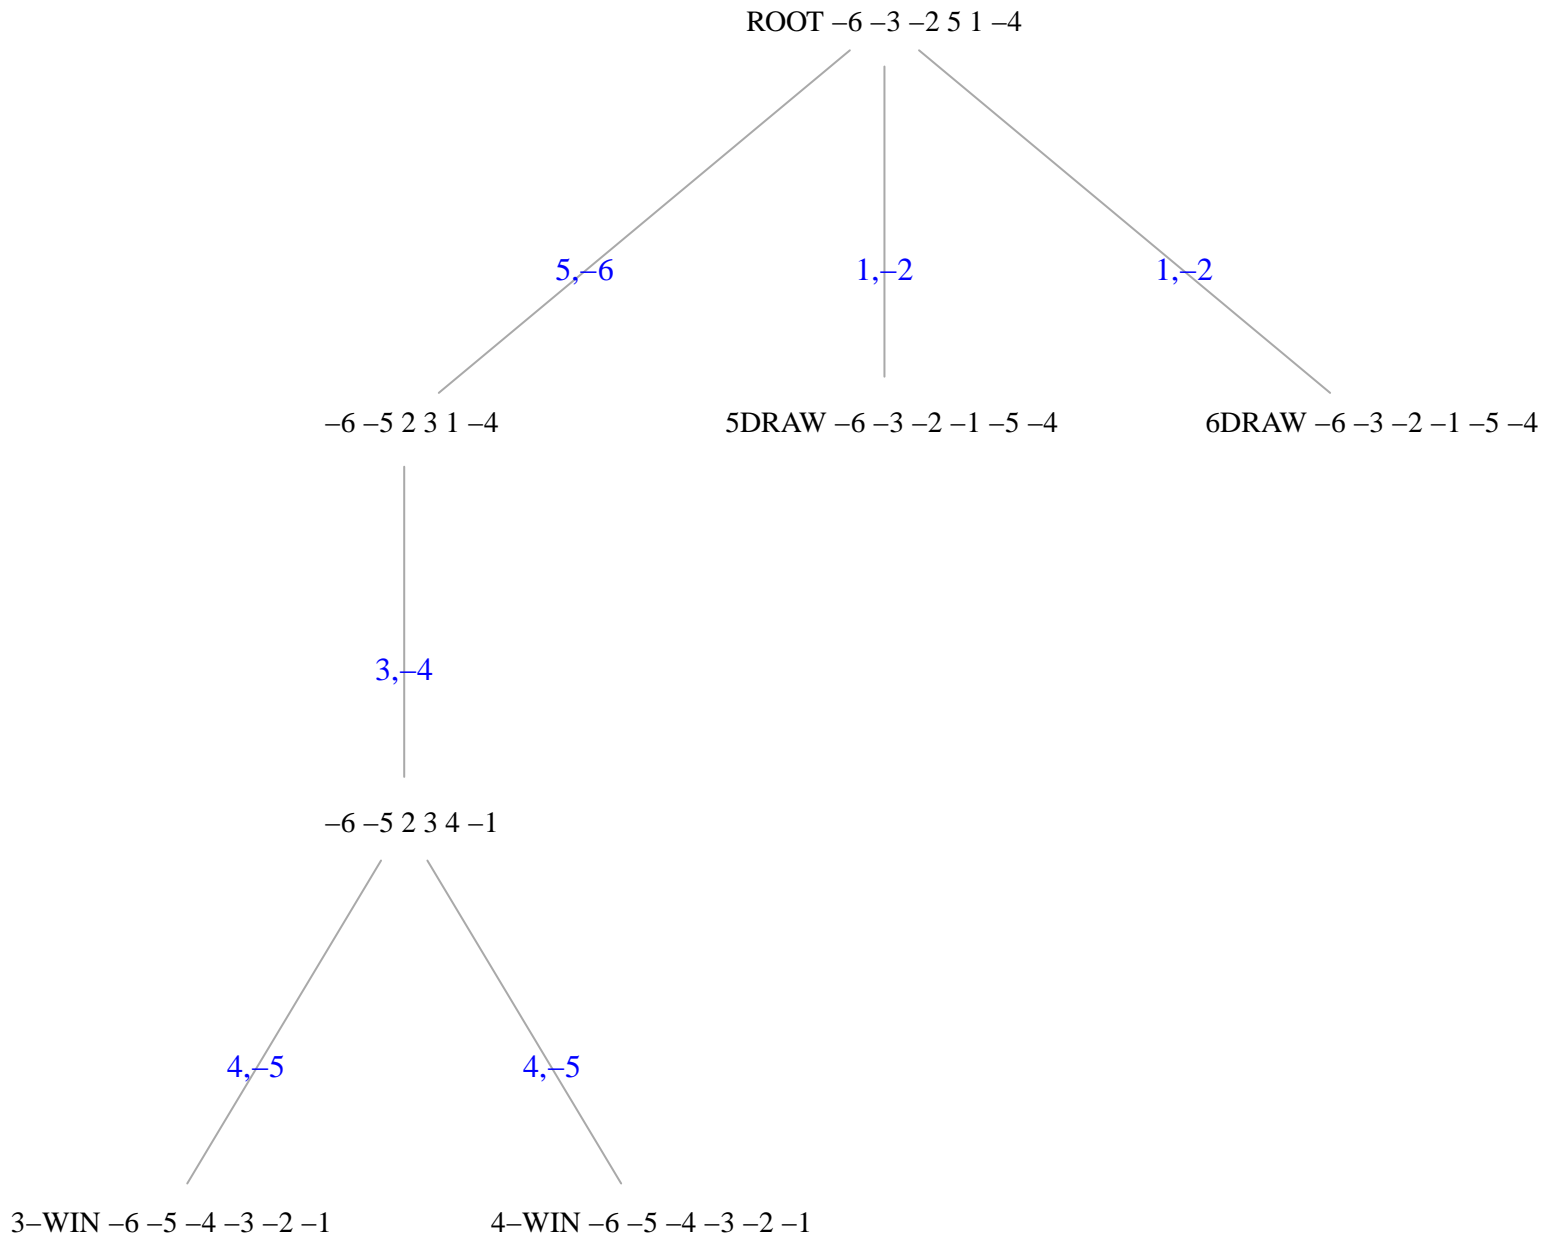 ROOT –6 –3 –2 5 1 –4
5,–6
1,–2
1,–2
–6 –5 2 3 1 –4
5DRAW –6 –3 –2 –1 –5 –4
6DRAW –6 –3 –2 –1 –5 –4
3,–4
–6 –5 2 3 4 –1
4,–5
4,–5
3–WIN –6 –5 –4 –3 –2 –1
4–WIN –6 –5 –4 –3 –2 –1